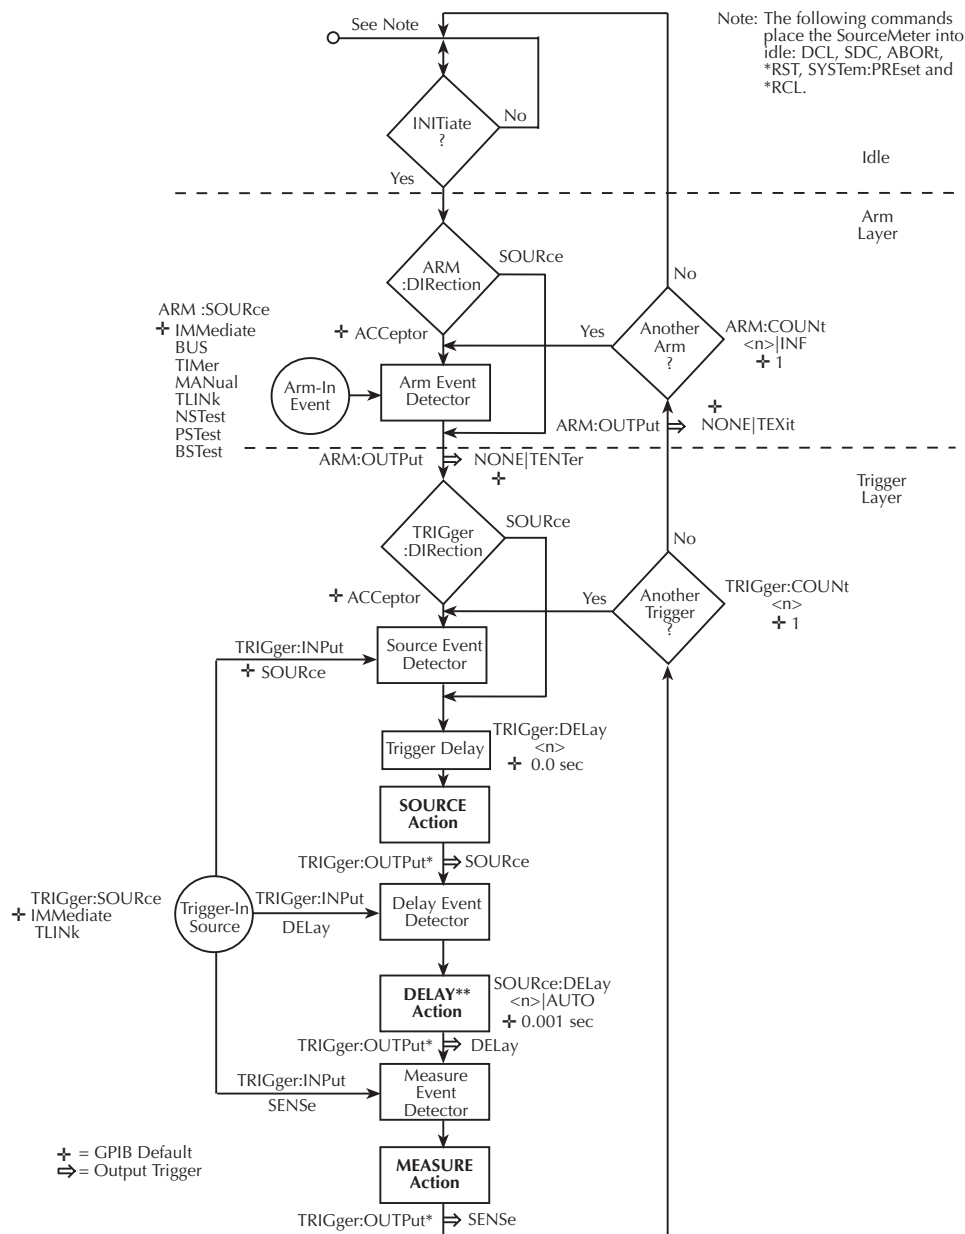 See Note
Note: The following commands
place the SourceMeter into
idle: DCL, SDC, ABORt,
*RST, SYSTem:PREset and
*RCL.
INITiate
?
No
Yes
Idle
Arm
Layer
ARM
:DIRection
SOURce
No
ARM :SOURce
✛ IMMediate
BUS
TIMer
MANual
TLINk
NSTest
PSTest
BSTest
✛ ACCeptor
Yes
Another
Arm
?
ARM:COUNt
<n>|INF
✛ 1
Arm-In
Event
Arm Event
Detector
✛
ARM:OUTPut ⇒ NONE|TEXit
ARM:OUTPut ⇒ NONE|TENTer
✛
Trigger
Layer
TRIGger
:DIRection
SOURce
No
✛ ACCeptor
Yes
Another
Trigger
?
TRIGger:COUNt
<n>
✛ 1
TRIGger:INPut
✛ SOURce
Source Event
Detector
Trigger Delay
TRIGger:DELay
<n>
✛ 0.0 sec
SOURCE
Action
TRIGger:OUTPut* ⇒ SOURce
TRIGger:SOURce
✛ IMMediate
TLINk
Trigger-In
Source
TRIGger:INPut
DELay
Delay Event
Detector
DELAY**
Action
SOURce:DELay
<n>|AUTO
✛ 0.001 sec
TRIGger:OUTPut* ⇒ DELay
TRIGger:INPut
SENSe
Measure
Event
Detector
✛ = GPIB Default
⇒ = Output Trigger
MEASURE
Action
TRIGger:OUTPut* ⇒ SENSe